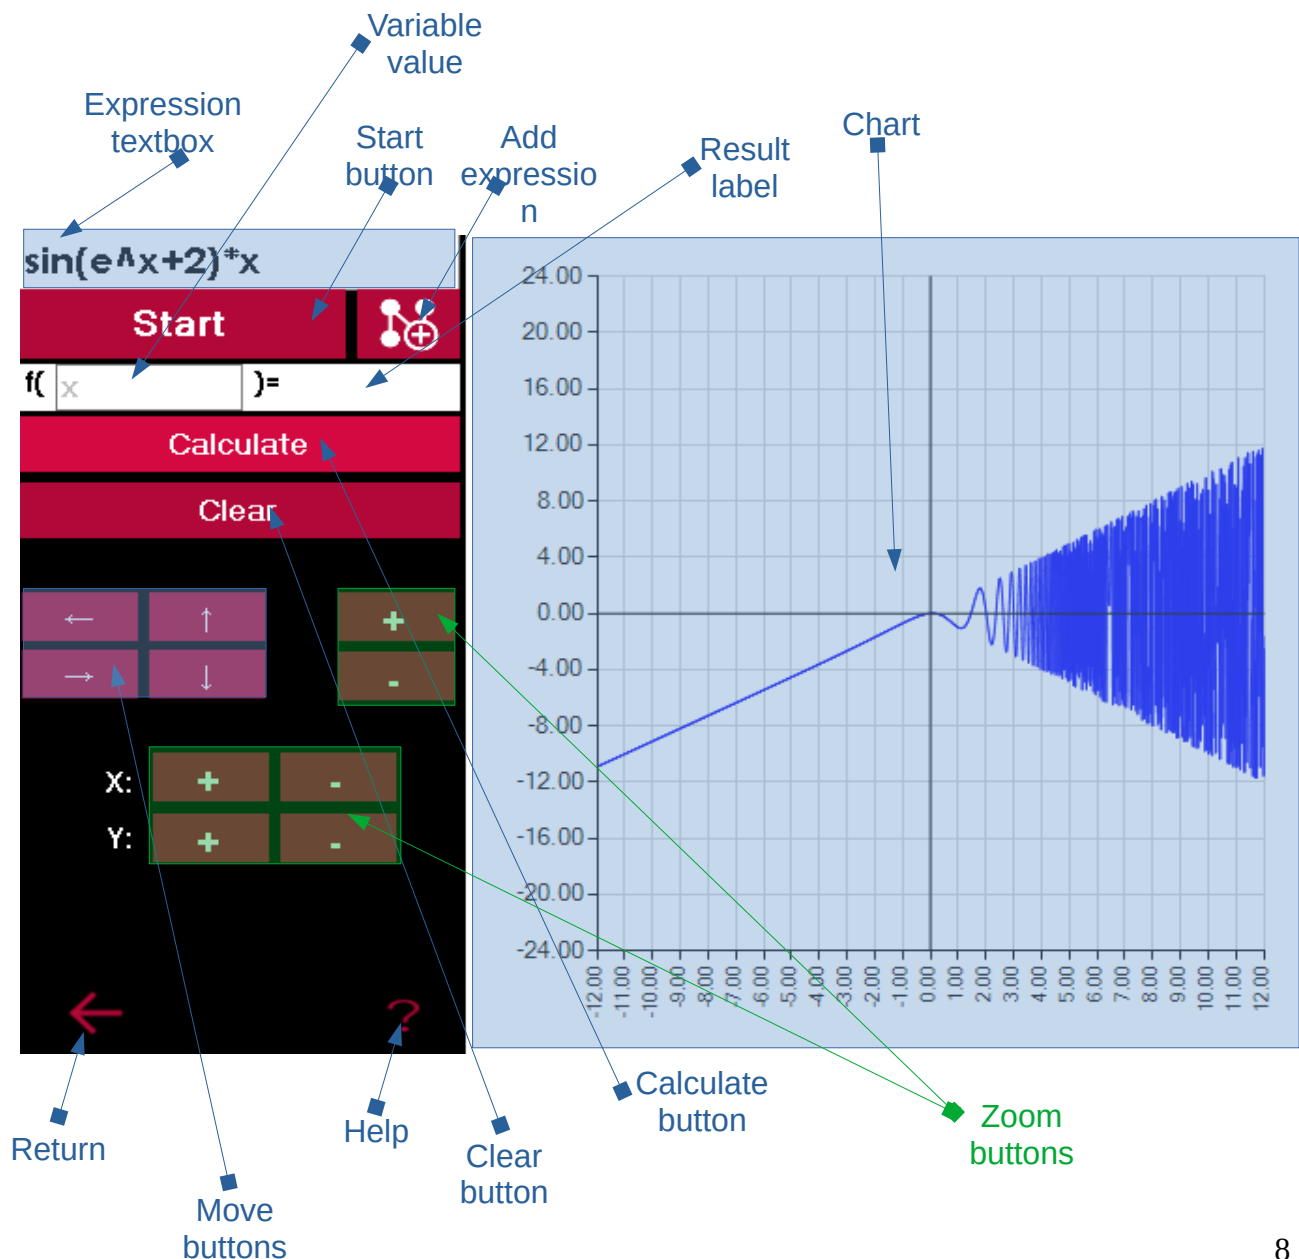 Variable
value
Expression
textbox
Start
button
Add
expressio
n
Result
label
Chart
sin(e^x+2)*x
Start
f( x )=
Calculate
Clear
← ↑
→ ↓
+
-
X: + -
Y: + -
?
24.00
20.00
16.00
12.00
8.00
4.00
0.00
-4.00
-8.00
-12.00
-16.00
-20.00
-24.00
-12.00 -11.00 -10.00 -9.00 -8.00 -7.00 -6.00 -5.00 -4.00 -3.00 -2.00 -1.00 0.00 1.00 2.00 3.00 4.00 5.00 6.00 7.00 8.00 9.00 10.00 11.00 12.00
Return
Move
buttons
Help
Clear
button
Calculate
button
Zoom
buttons
8